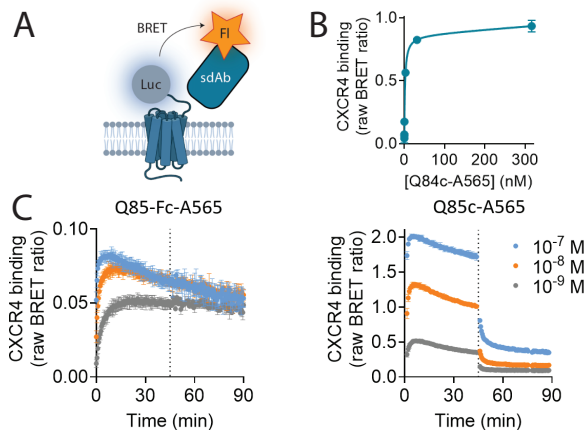 A
BRET
Fl
Luc
sdAb
B
CXCR4 binding
(raw BRET ratio)
1.0
0.5
0.0
0
100
200
300
[Q84c-A565] (nM)
C
Q85-Fc-A565
CXCR4 binding
(raw BRET ratio)
0.10
0.05
0.00
0
30
60
90
Time (min)
Q85c-A565
CXCR4 binding
(raw BRET ratio)
2.0
1.5
1.0
0.5
0.0
0
30
60
90
Time (min)
10⁻⁷ M
10⁻⁸ M
10⁻⁹ M